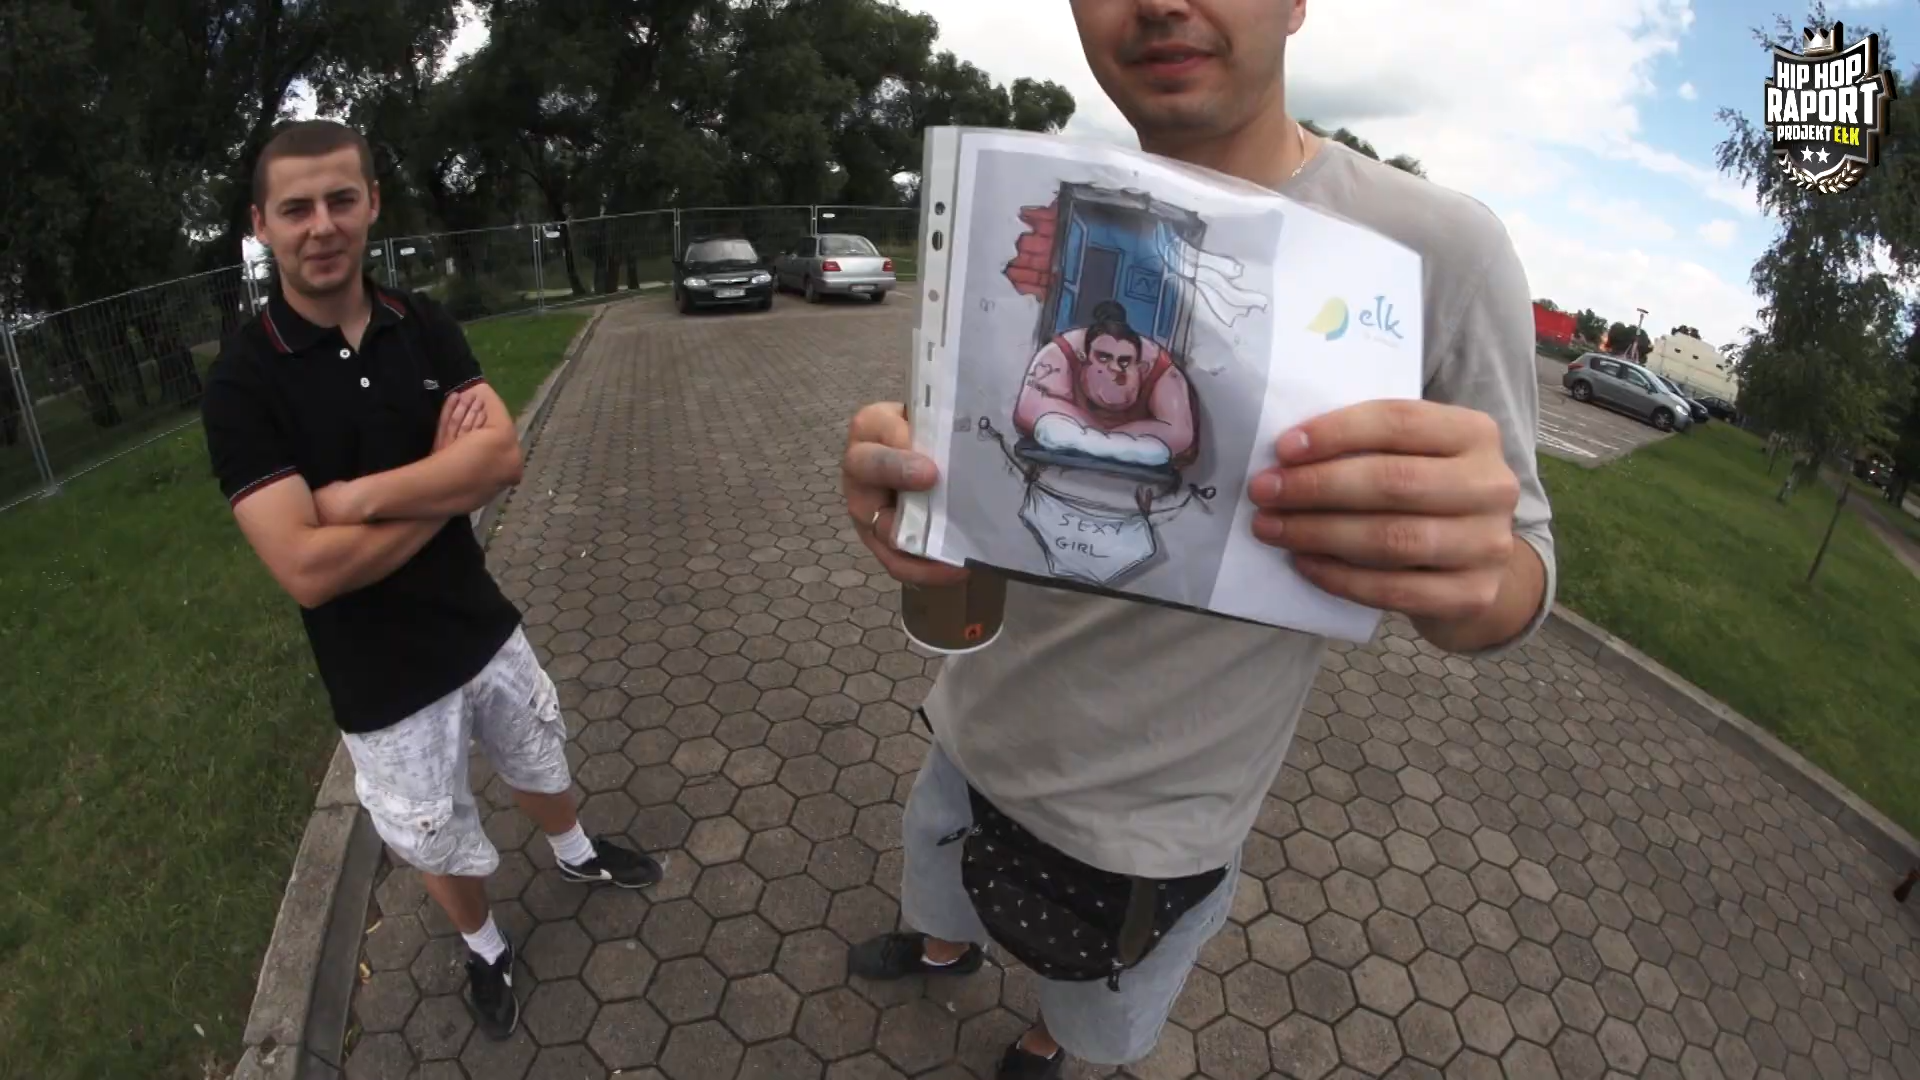 HIP HOP
RAPORT
PROJEKT EŁK
ełk
SEXY
GIRL